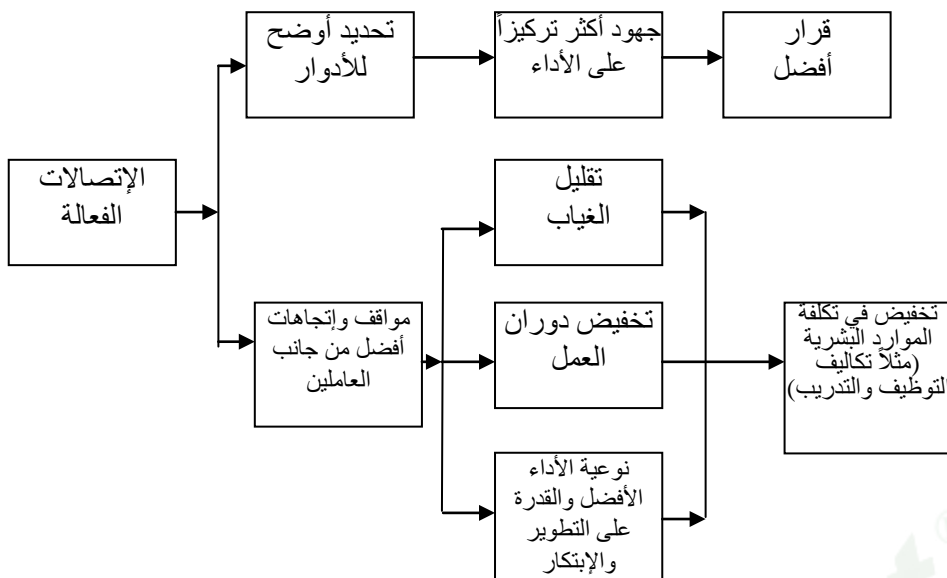 تحديد أوضح
للأدوار
جهود أكثر تركيزاً
على الأداء
قرار
أفضل
الإتصالات
الفعالة
تقليل
الغياب
مواقف وإتجاهات
أفضل من جانب
العاملين
تخفيض دوران
العمل
تخفيض في تكلفة
الموارد البشرية
(مثلاً تكاليف
التوظيف والتدريب)
نوعية الأداء
الأفضل والقدرة
على التطوير
والإبتكار